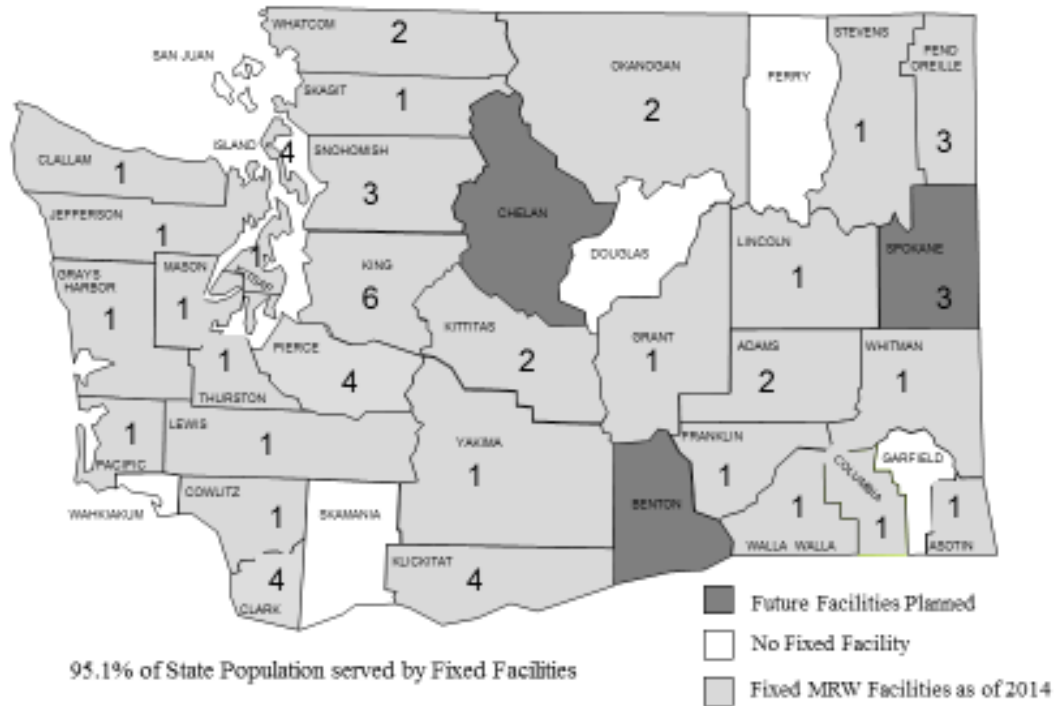 WHATCOM
2
SAN JUAN
SKAGIT
1
OKANOGAN
2
FERRY
STEVENS
1
PEND
OREILLE
3
ISLAND
4
SNOHOMISH
3
CLALLAM
1
JEFFERSON
1
CHELAN
DOUGLAS
LINCOLN
1
SPOKANE
3
GRAYS
HARBOR
1
MASON
1
KITSAP
1
KING
6
KITTITAS
2
GRANT
1
ADAMS
2
WHITMAN
1
PIERCE
4
1
THURSTON
LEWIS
1
1
PACIFIC
YAKIMA
1
BENTON
FRANKLIN
1
COLUMBIA
1
GARFIELD
1
ASOTIN
1
WALLA WALLA
WAHKIAKUM
COWLITZ
1
SKAMANIA
KLICKITAT
4
4
CLARK
Future Facilities Planned
No Fixed Facility
Fixed MRW Facilities as of 2014
95.1% of State Population served by Fixed Facilities